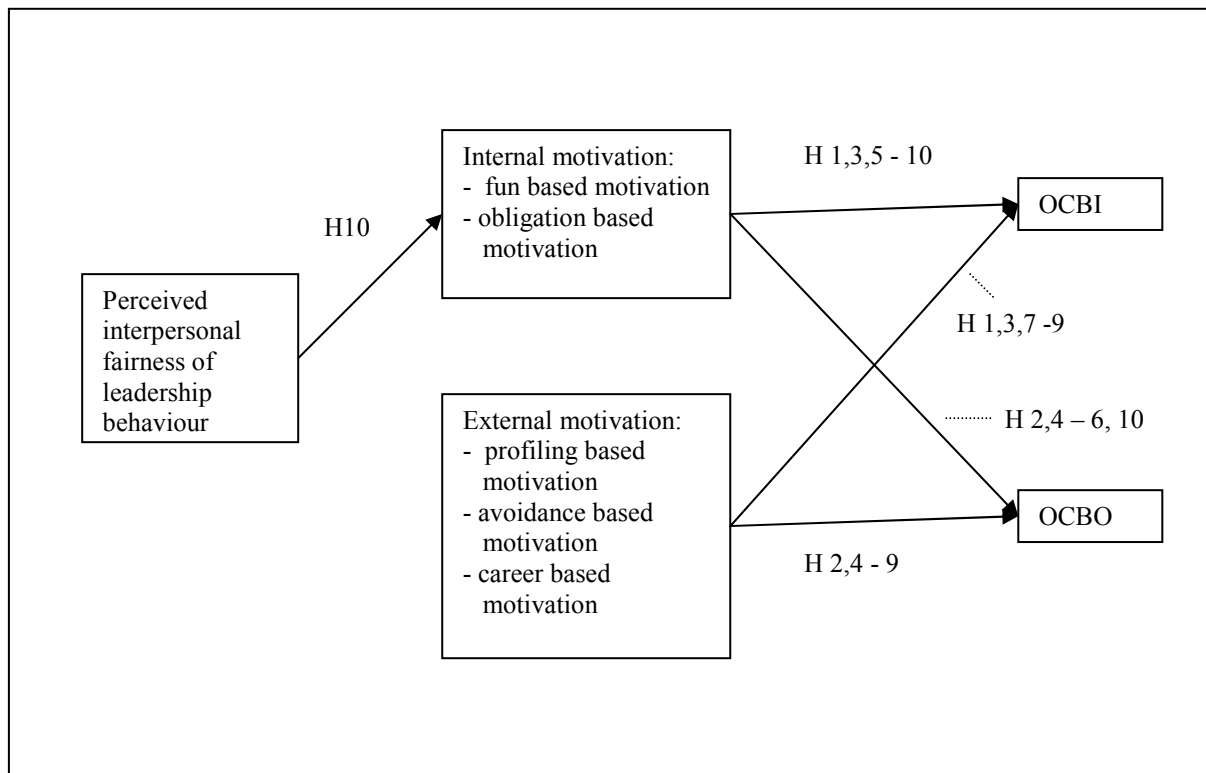 H10
Perceived
interpersonal
fairness of
leadership
behaviour
Internal motivation:
- fun based motivation
- obligation based
motivation
External motivation:
- profiling based
motivation
- avoidance based
motivation
- career based
motivation
H 1,3,5 - 10
H 1,3,7 -9
H 2,4 – 6, 10
H 2,4 - 9
OCBI
OCBO